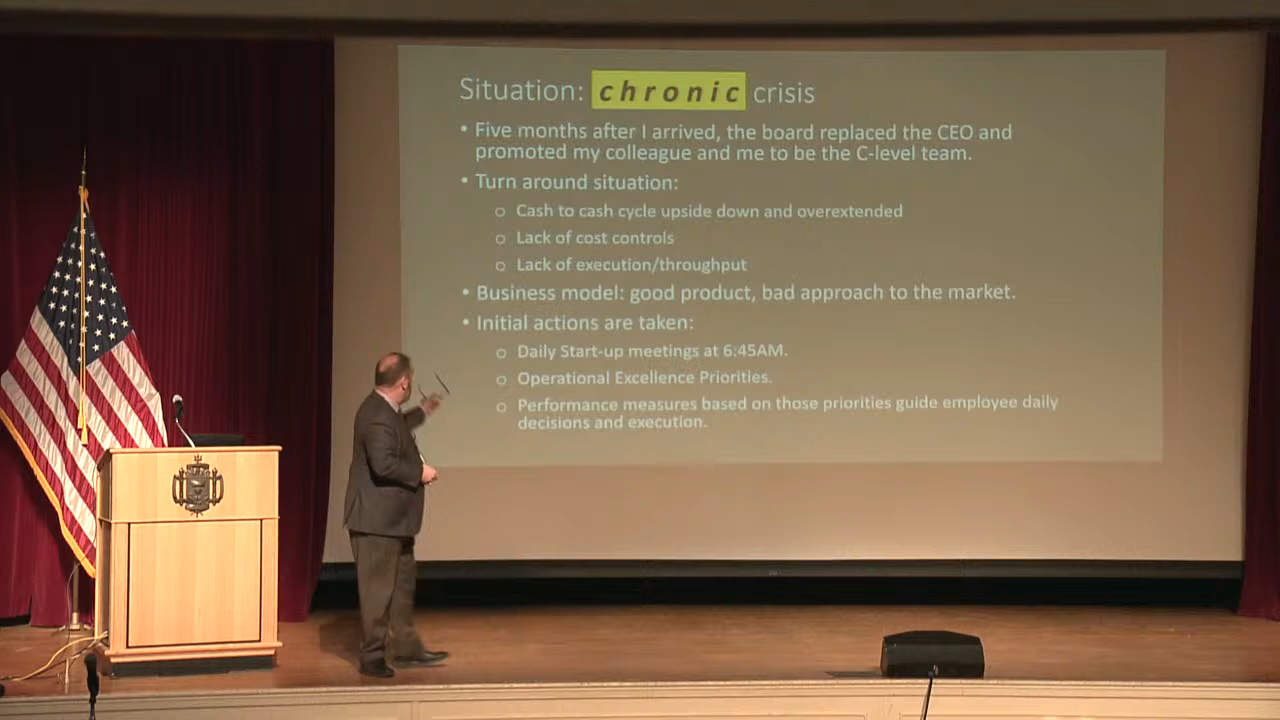 Situation: chronic crisis
• Five months after I arrived, the board replaced the CEO and
promoted my colleague and me to be the C-level team.
• Turn around situation:
o Cash to cash cycle upside down and overextended
o Lack of cost controls
o Lack of execution/throughput
• Business model: good product, bad approach to the market.
• Initial actions are taken:
o Daily Start-up meetings at 6:45AM.
o Operational Excellence Priorities.
o Performance measures based on those priorities guide employee daily
decisions and execution.